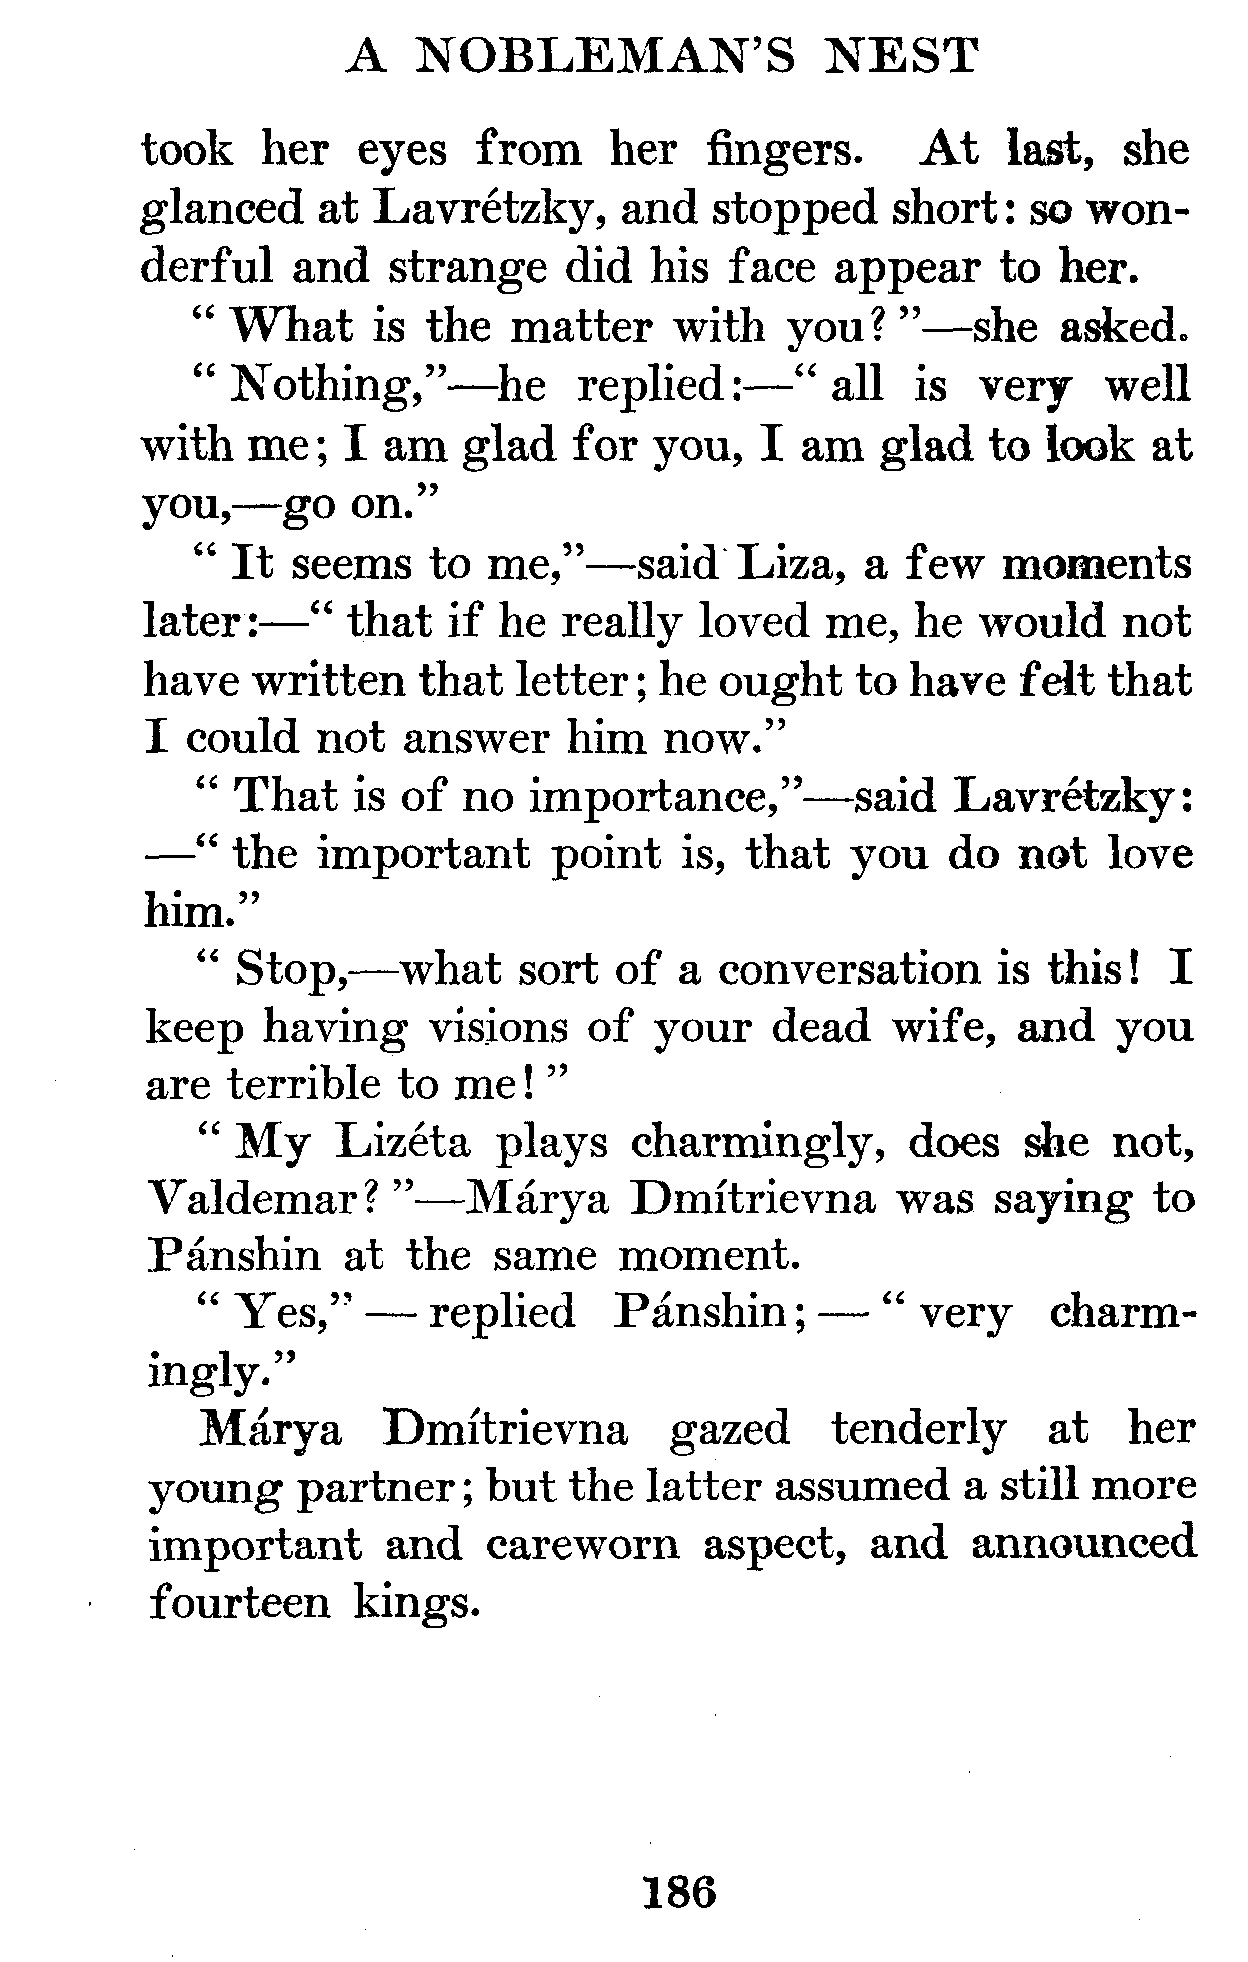 A NOBLEMAN'S NEST
took her eyes from her fingers. At last, she
glanced at Lavrétzky, and stopped short: so won-
derful and strange did his face appear to her.
“ What is the matter with you? ”—she asked.
“ Nothing,”—he replied:—“ all is very well
with me; I am glad for you, I am glad to look at
you,—go on.”
“ It seems to me,”—said Liza, a few moments
later:—“ that if he really loved me, he would not
have written that letter; he ought to have felt that
I could not answer him now.”
“ That is of no importance,”—said Lavrétzky:
—“ the important point is, that you do not love
him.”
“ Stop,—what sort of a conversation is this! I
keep having visions of your dead wife, and you
are terrible to me! ”
“ My Lizéta plays charmingly, does she not,
Valdemar? ”—Márya Dmítrievna was saying to
Pánshin at the same moment.
“ Yes,” — replied Pánshin; — “ very charm-
ingly.”
Márya Dmítrievna gazed tenderly at her
young partner; but the latter assumed a still more
important and careworn aspect, and announced
fourteen kings.
186